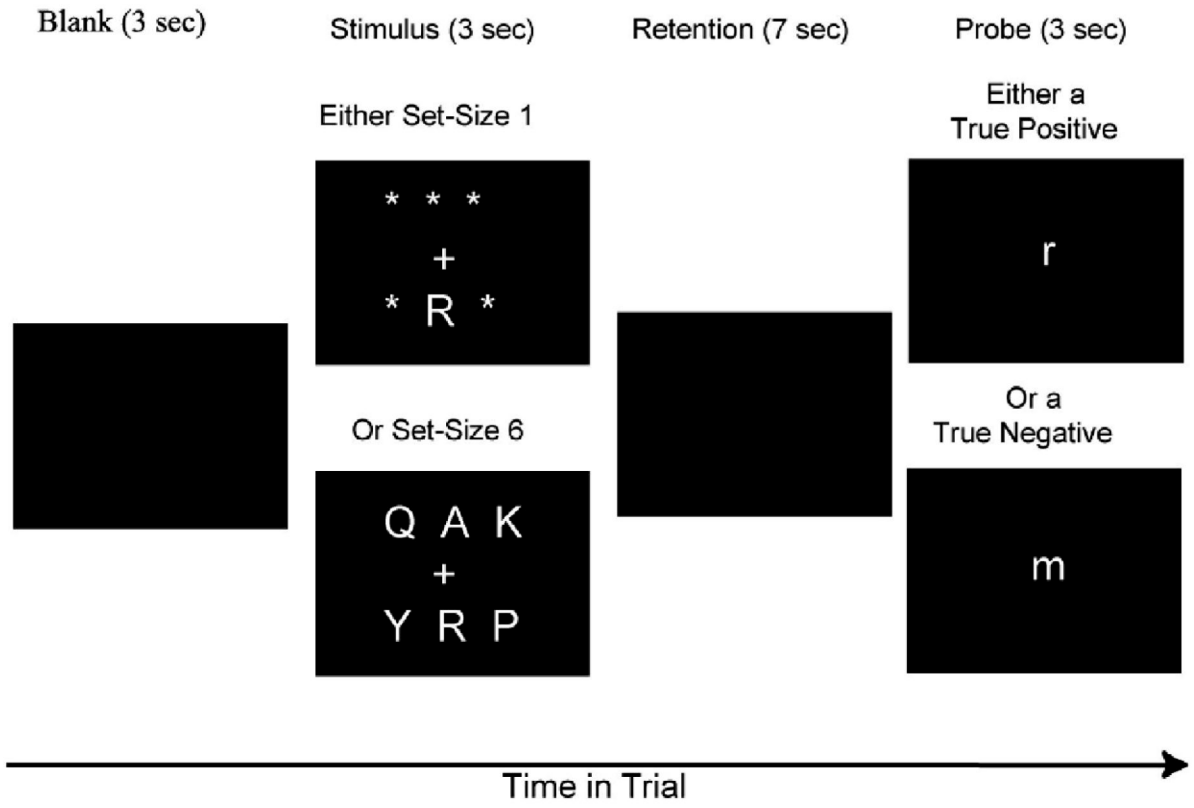 Blank (3 sec)
Stimulus (3 sec)
Retention (7 sec)
Probe (3 sec)
Either Set-Size 1
* * *
+
* R *
Or Set-Size 6
Q A K
+
Y R P
Either a
True Positive
r
Or a
True Negative
m
Time in Trial